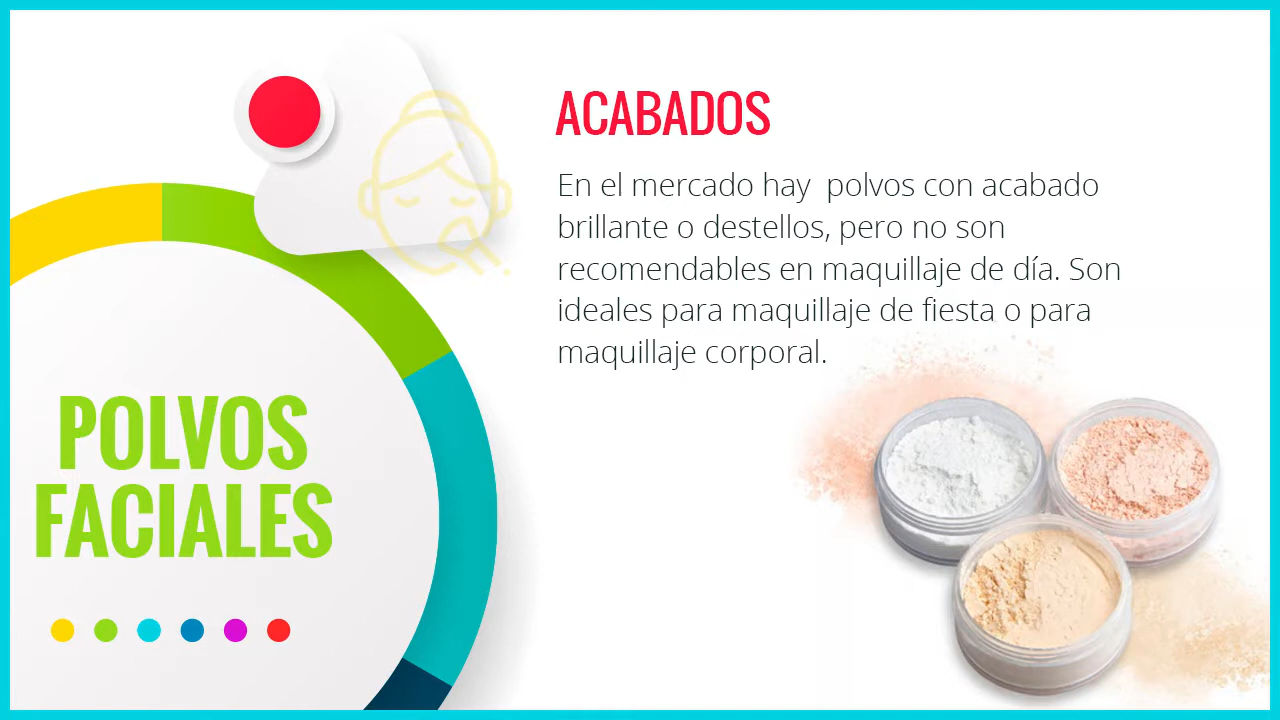 ACABADOS
En el mercado hay  polvos con acabado
brillante o destellos, pero no son
recomendables en maquillaje de día. Son
ideales para maquillaje de fiesta o para
maquillaje corporal.
POLVOS
FACIALES